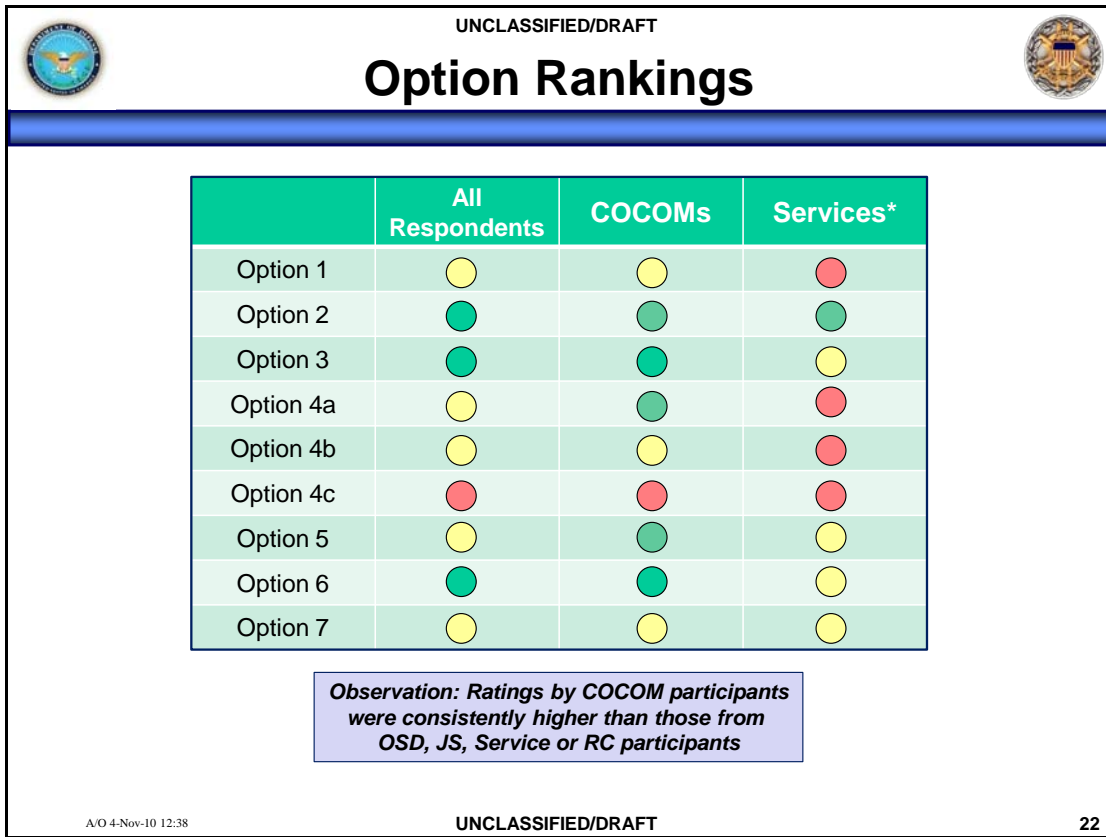 UNCLASSIFIED/DRAFT
Option Rankings
All
Respondents
COCOMs
Services*
Option 1
Option 2
Option 3
Option 4a
Option 4b
Option 4c
Option 5
Option 6
Option 7
Observation: Ratings by COCOM participants
were consistently higher than those from
OSD, JS, Service or RC participants
A/O 4-Nov-10 12:38
UNCLASSIFIED/DRAFT
22